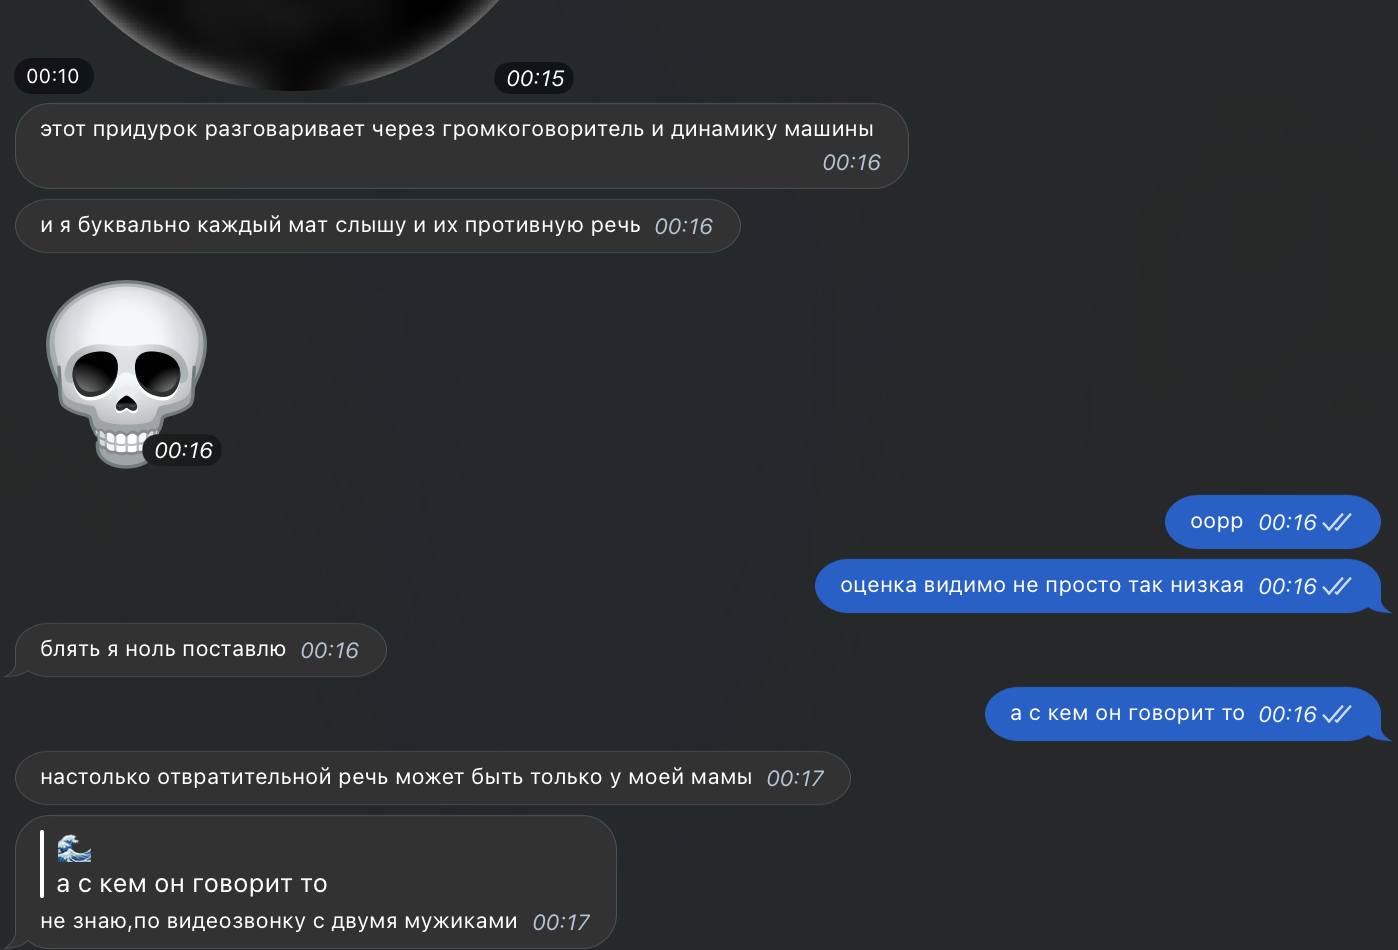 00:10
00:15
этот придурок разговаривает через громкоговоритель и динамику машины
00:16
и я буквально каждый мат слышу и их противную речь 00:16
00:16
оорр 00:16
оценка видимо не просто так низкая 00:16
блять я ноль поставлю 00:16
а с кем он говорит то 00:16
настолько отвратительной речь может быть только у моей мамы 00:17
а с кем он говорит то
не знаю,по видеозвонку с двумя мужиками 00:17